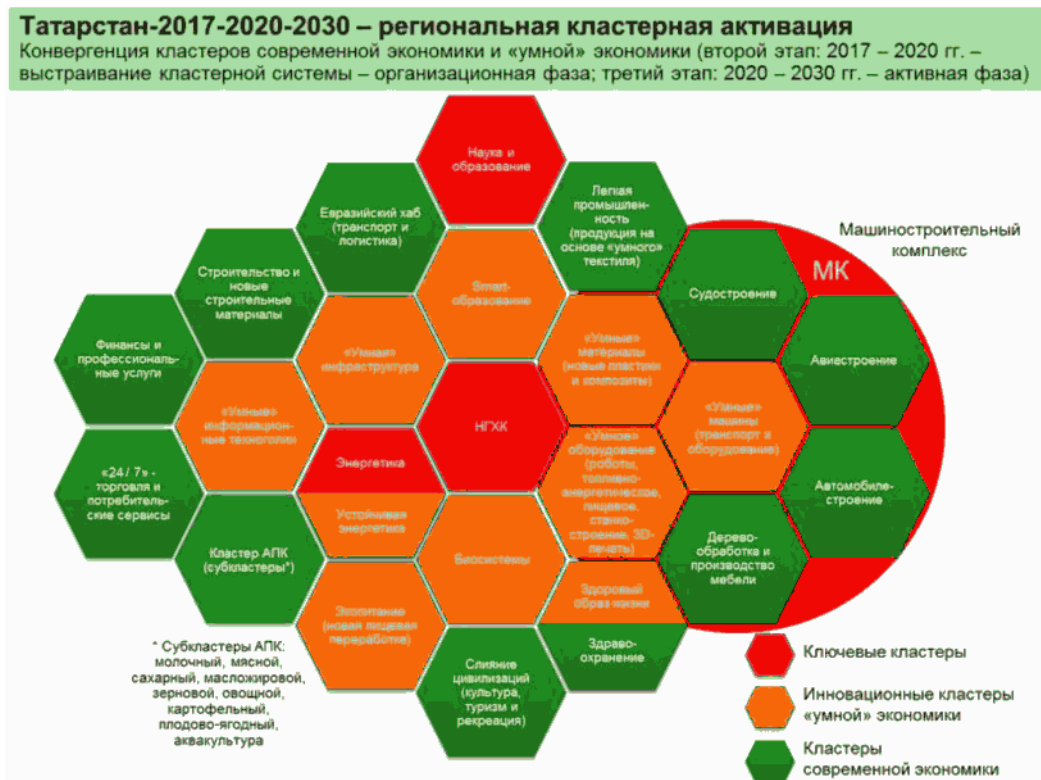 Татарстан-2017-2020-2030 – региональная кластерная активация
Конвергенция кластеров современной экономики и «умной» экономики (второй этап: 2017 – 2020 гг. –
выстраивание кластерной системы – организационная фаза; третий этап: 2020 – 2030 гг. – активная фаза)
Наука и
образование
Евразийский хаб
(транспорт и
логистика)
Легкая
промышлен-
ность
(продукция на
основе «умного»
текстиля)
Машиностроительный
комплекс
МК
Строительство и
новые
строительные
материалы
Smart-
образование
Судостроение
Финансы и
профессиональ-
ные услуги
«Умная»
инфраструктура
«Умные»
материалы
(новые пластики
и композиты)
Авиастроение
«Умные»
информацион-
ные технологии
НГХК
«Умные»
машины
(транспорт и
оборудование)
«24 / 7» -
торговля и
потребитель-
ские сервисы
Энергетика
Устойчивая
энергетика
«Умное»
оборудование
(роботы,
топливно-
энергетическое,
пищевое,
станко-
строение, 3D-
печать)
Автомобиле-
строение
Кластер АПК
(субкластеры*)
Биосистемы
Дерево-
обработка и
производство
мебели
Экопитание
(новая пищевая
переработка)
Здоровый
образ жизни
Здраво-
охранение
Слияние
цивилизаций
(культура,
туризм и
рекреация)
* Субкластеры АПК:
молочный, мясной,
сахарный, масложировой,
зерновой, овощной,
картофельный,
плодово-ягодный,
аквакультура
Ключевые кластеры
Инновационные кластеры
«умной» экономики
Кластеры
современной экономики